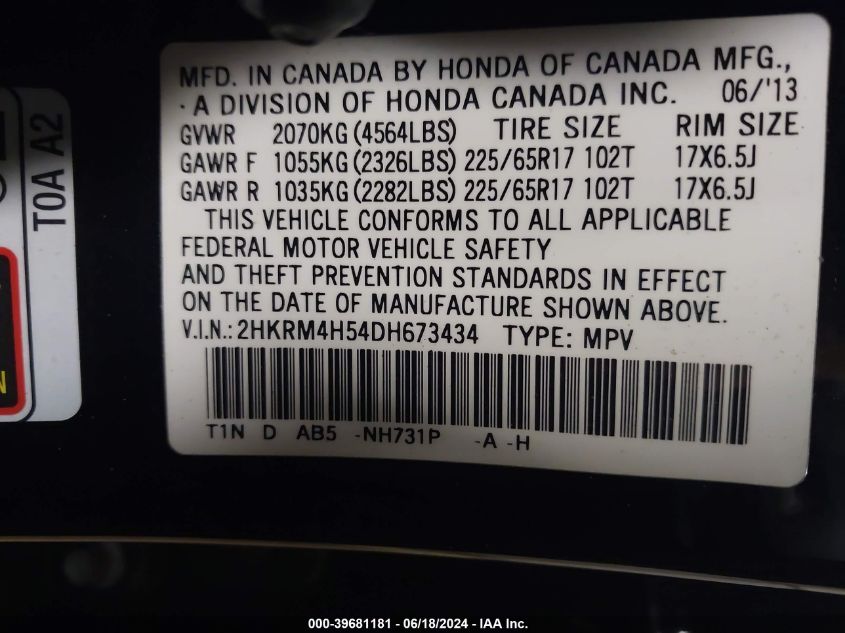 MFD. IN CANADA BY HONDA OF CANADA MFG.,
· A DIVISION OF HONDA CANADA INC. 06/'13
GVWR 2070KG (4564LBS) TIRE SIZE RIM SIZE
GAWR F 1055KG (2326LBS) 225/65R17 102T 17X6.5J
GAWR R 1035KG (2282LBS) 225/65R17 102T 17X6.5J
THIS VEHICLE CONFORMS TO ALL APPLICABLE
FEDERAL MOTOR VEHICLE SAFETY
AND THEFT PREVENTION STANDARDS IN EFFECT
ON THE DATE OF MANUFACTURE SHOWN ABOVE.
V.I.N.: 2HKRM4H54DH673434 TYPE: MPV
T1N D AB5 -NH731P -A -H
T0A A2
000-39681181 - 06/18/2024 - IAA Inc.